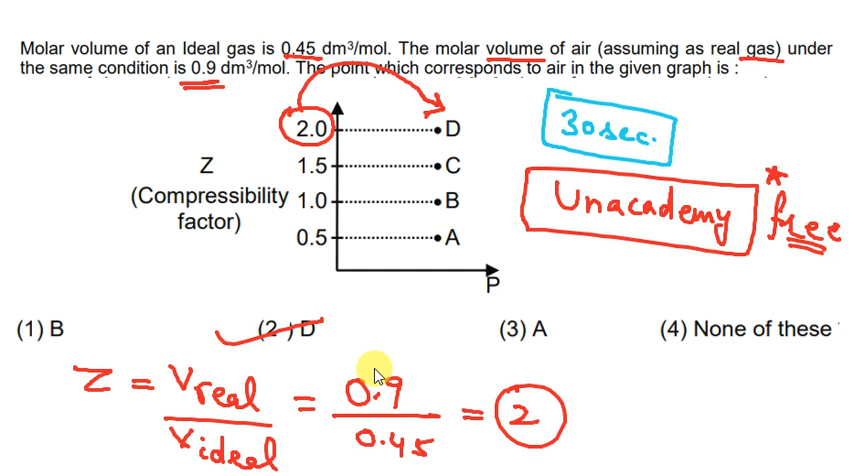 Molar volume of an Ideal gas is 0.45 dm³/mol. The molar volume of air (assuming as real gas) under
the same condition is 0.9 dm³/mol. The point which corresponds to air in the given graph is :
2.0 D
30sec.
Z 1.5 C
(Compressibility 1.0 B
factor)
Unacademy *free
0.5 A
P
(1) B (2 ) D (3) A (4) None of these
Z = Vreal / Videal = 0.9 / 0.45 = 2